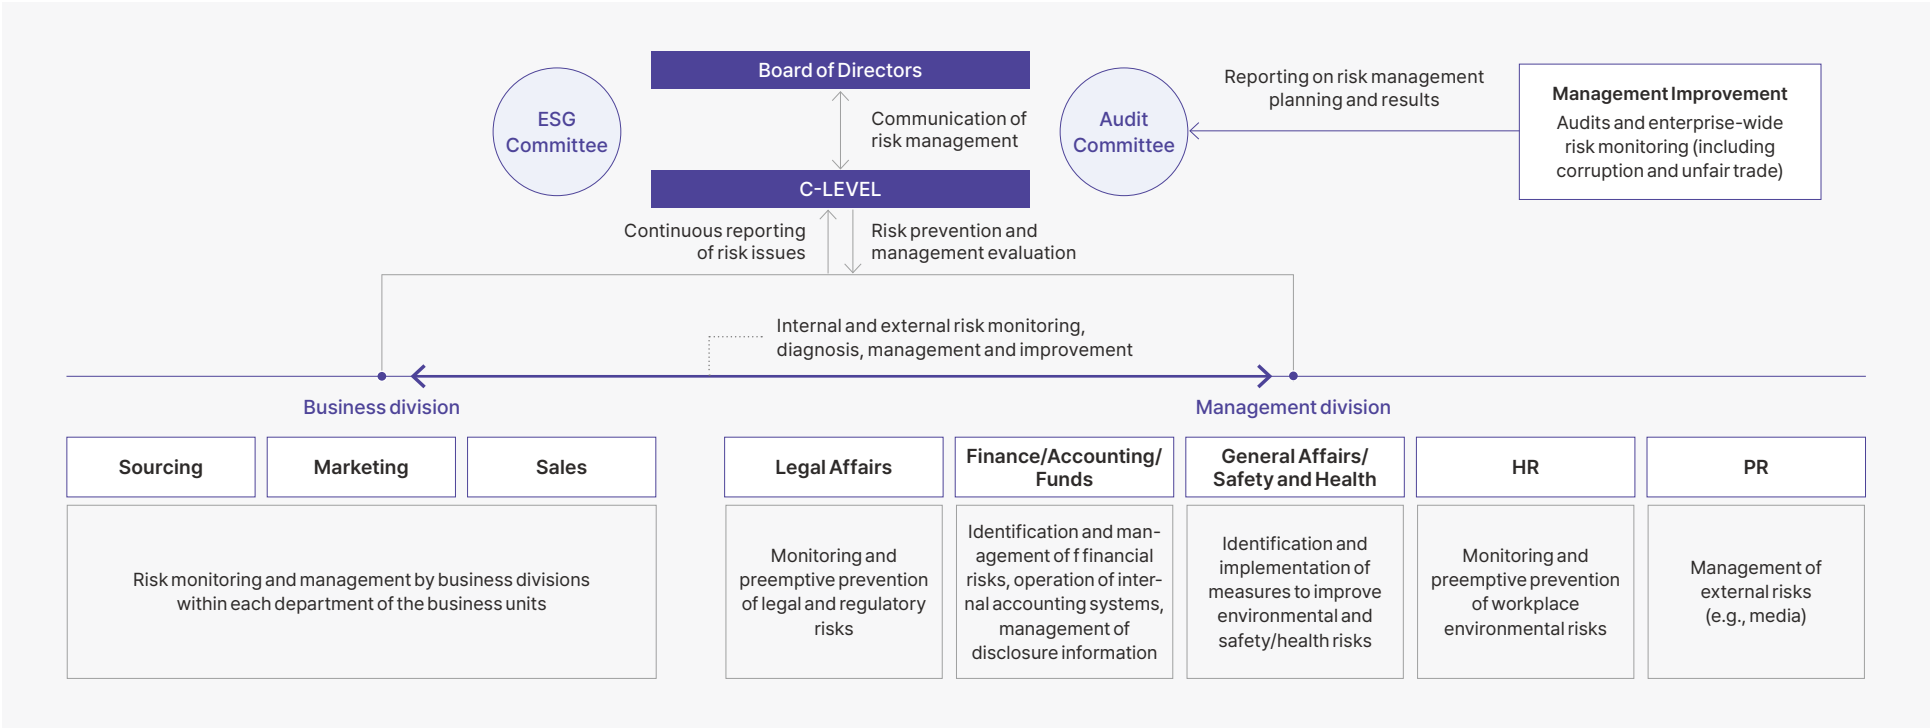 Board of Directors
ESG
Committee
Communication of
risk management
Audit
Committee
Reporting on risk management
planning and results
Management Improvement
Audits and enterprise-wide
risk monitoring (including
corruption and unfair trade)
C-LEVEL
Continuous reporting
of risk issues
Risk prevention and
management evaluation
Internal and external risk monitoring,
diagnosis, management and improvement
Business division
Management division
Sourcing
Marketing
Sales
Risk monitoring and management by business divisions
within each department of the business units
Legal Affairs
Monitoring and
preemptive prevention
of legal and regulatory
risks
Finance/Accounting/
Funds
Identification and man-
agement of f financial
risks, operation of inter-
nal accounting systems,
management of
disclosure information
General Affairs/
Safety and Health
Identification and
implementation of
measures to improve
environmental and
safety/health risks
HR
Monitoring and
preemptive prevention
of workplace
environmental risks
PR
Management of
external risks
(e.g., media)